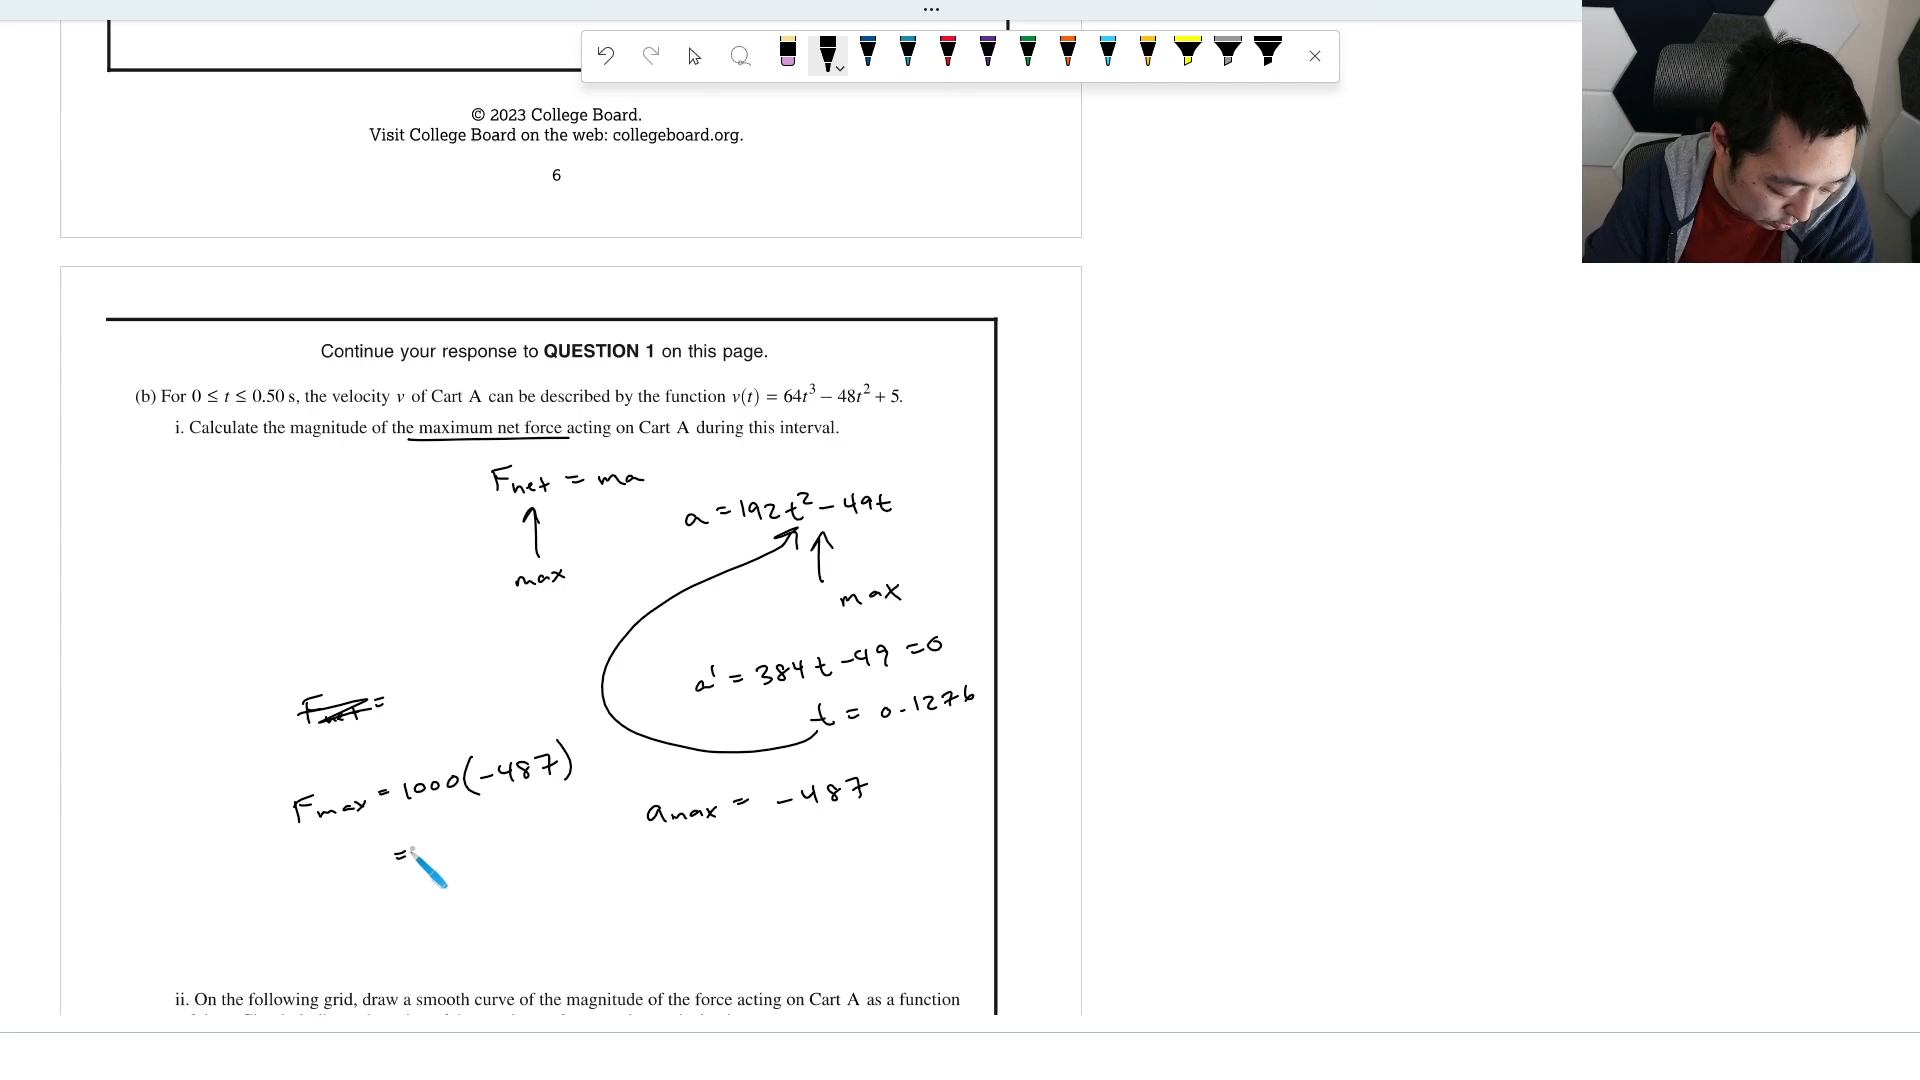 © 2023 College Board.
Visit College Board on the web: collegeboard.org.
6
Continue your response to QUESTION 1 on this page.
(b) For 0 ≤ t ≤ 0.50 s, the velocity v of Cart A can be described by the function v(t) = 64t³ − 48t² + 5.
i. Calculate the magnitude of the maximum net force acting on Cart A during this interval.
Fnet = ma
a = 192t² − 49t
max
max
a' = 384t − 49 = 0
Fnet =
t = 0.1276
Fmax = 1000(−487)
amax = −487
=
ii. On the following grid, draw a smooth curve of the magnitude of the force acting on Cart A as a function